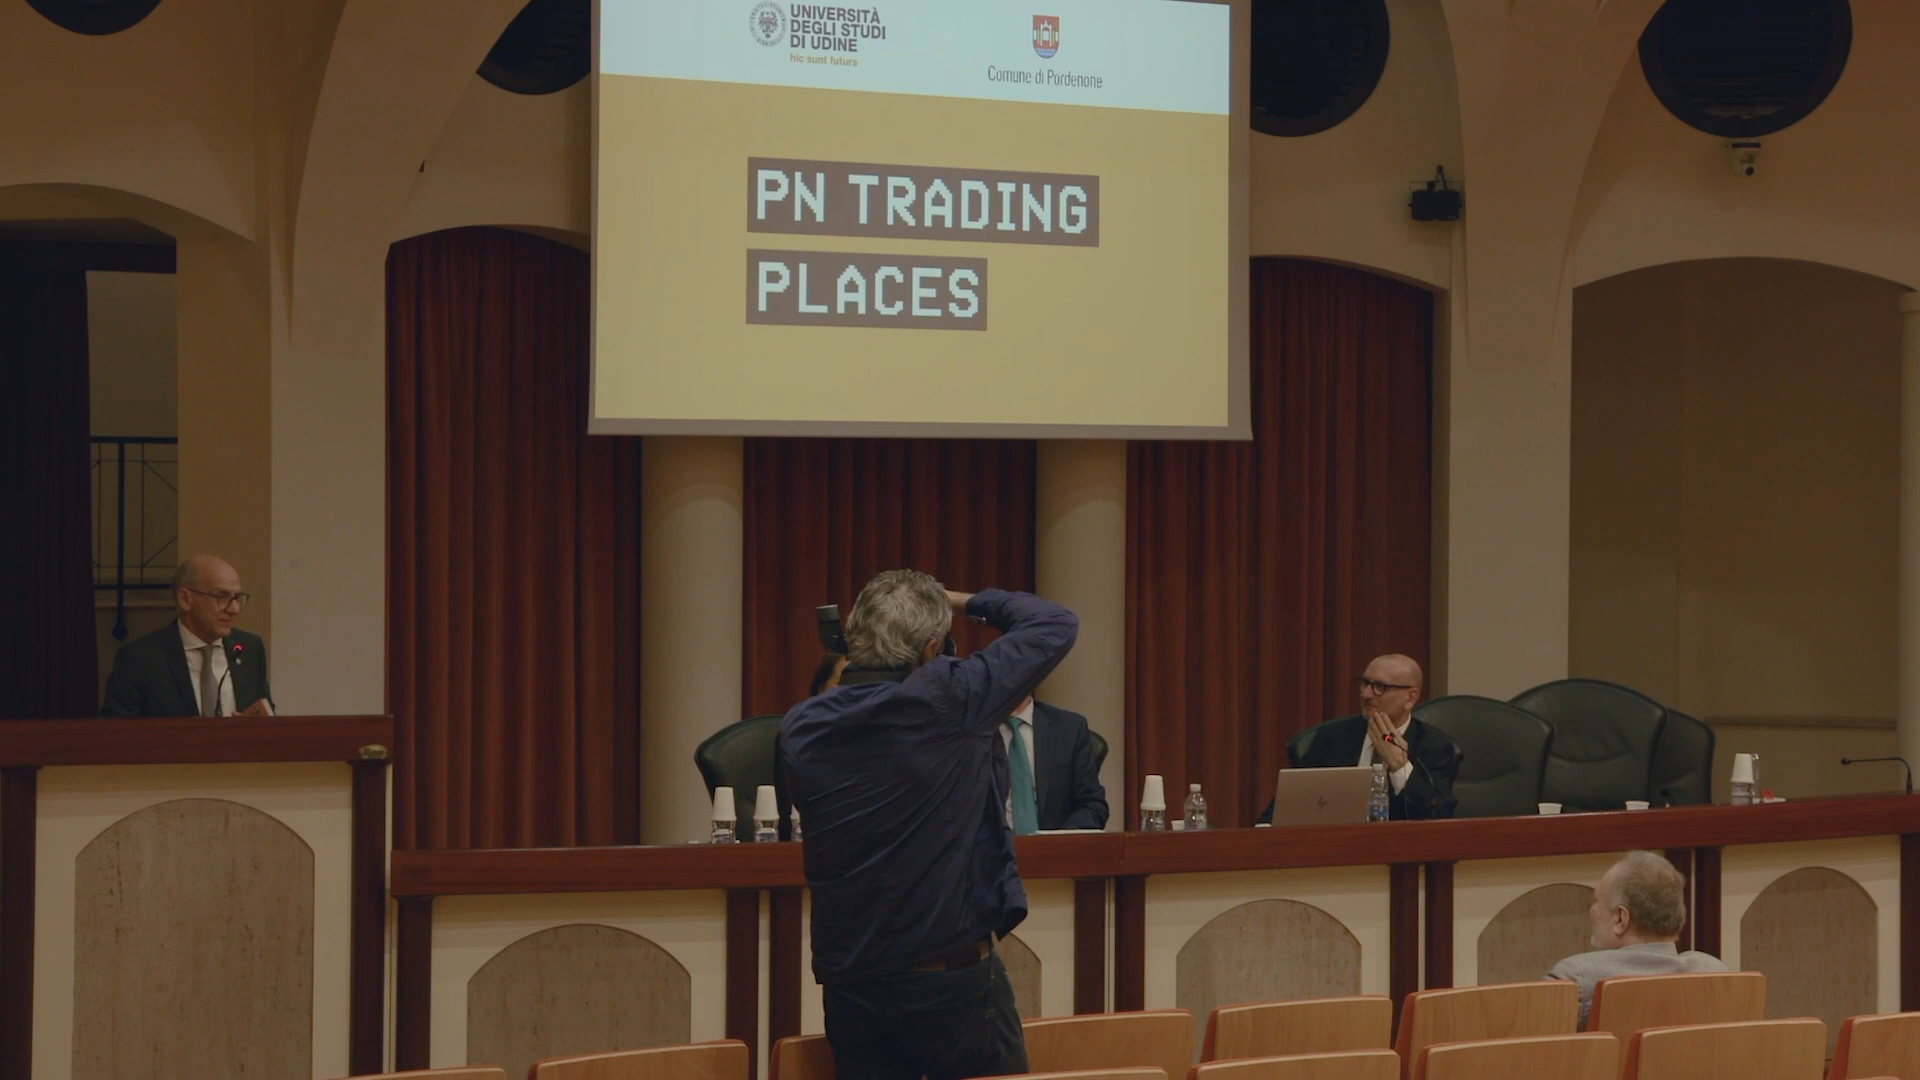 UNIVERSITÀ
DEGLI STUDI
DI UDINE
hic sunt futura
Comune di Pordenone
PN TRADING
PLACES